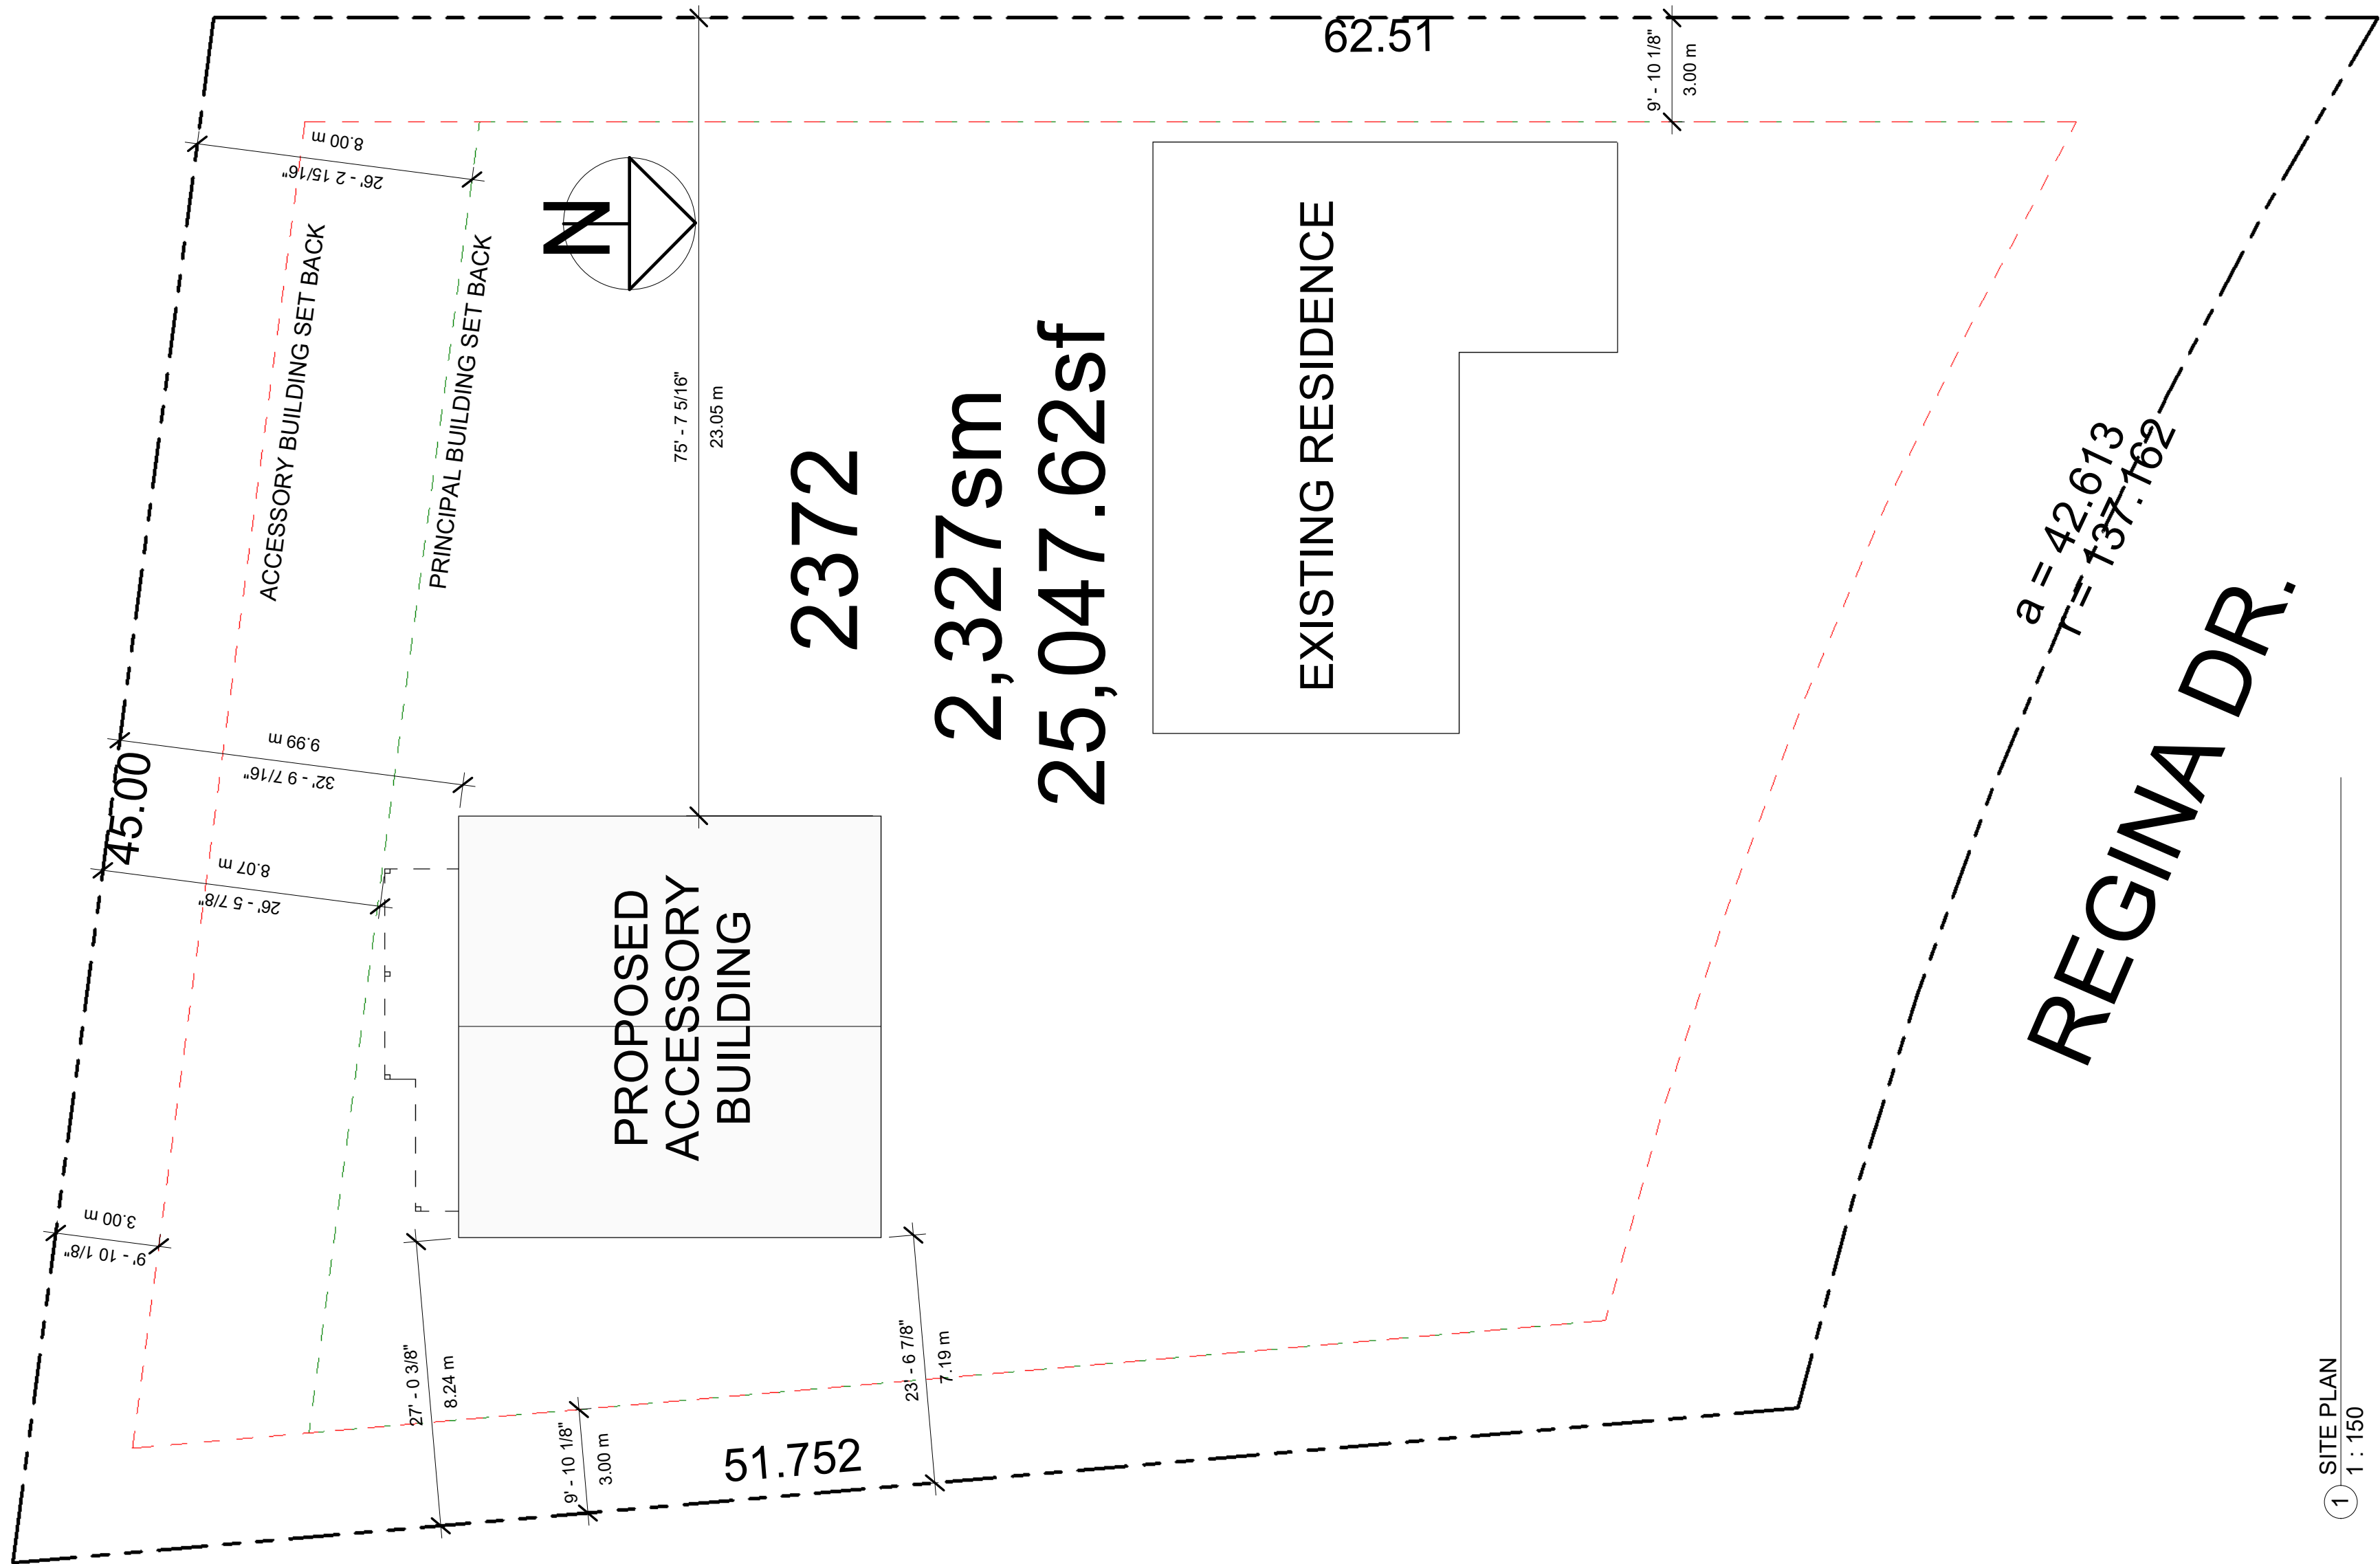 62.51
9' - 10 1/8"
3.00 m
8.00 m
26' - 2 15/16"
ACCESSORY BUILDING SET BACK
PRINCIPAL BUILDING SET BACK
N
75' - 7 5/16"
23.05 m
2372
2,327sm
25,047.62sf
EXISTING RESIDENCE
a = 42.613
r = 137.162
REGINA DR.
45.00
9.99 m
32' - 9 7/16"
8.07 m
26' - 5 7/8"
PROPOSED
ACCESSORY
BUILDING
3.00 m
9' - 10 1/8"
27' - 0 3/8"
8.24 m
9' - 10 1/8"
3.00 m
23' - 6 7/8"
7.19 m
51.752
1
SITE PLAN
1 : 150